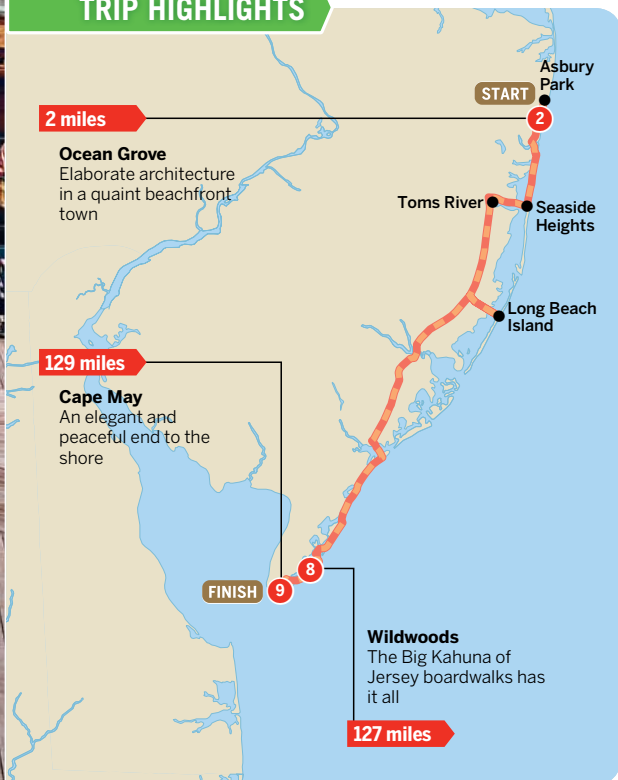 TRIP HIGHLIGHTS
Asbury
Park
START
2 miles
2
Ocean Grove
Elaborate architecture
in a quaint beachfront
town
Toms River
Seaside
Heights
Long Beach
Island
129 miles
Cape May
An elegant and
peaceful end to the
shore
8
FINISH
9
Wildwoods
The Big Kahuna of
Jersey boardwalks has
it all
127 miles